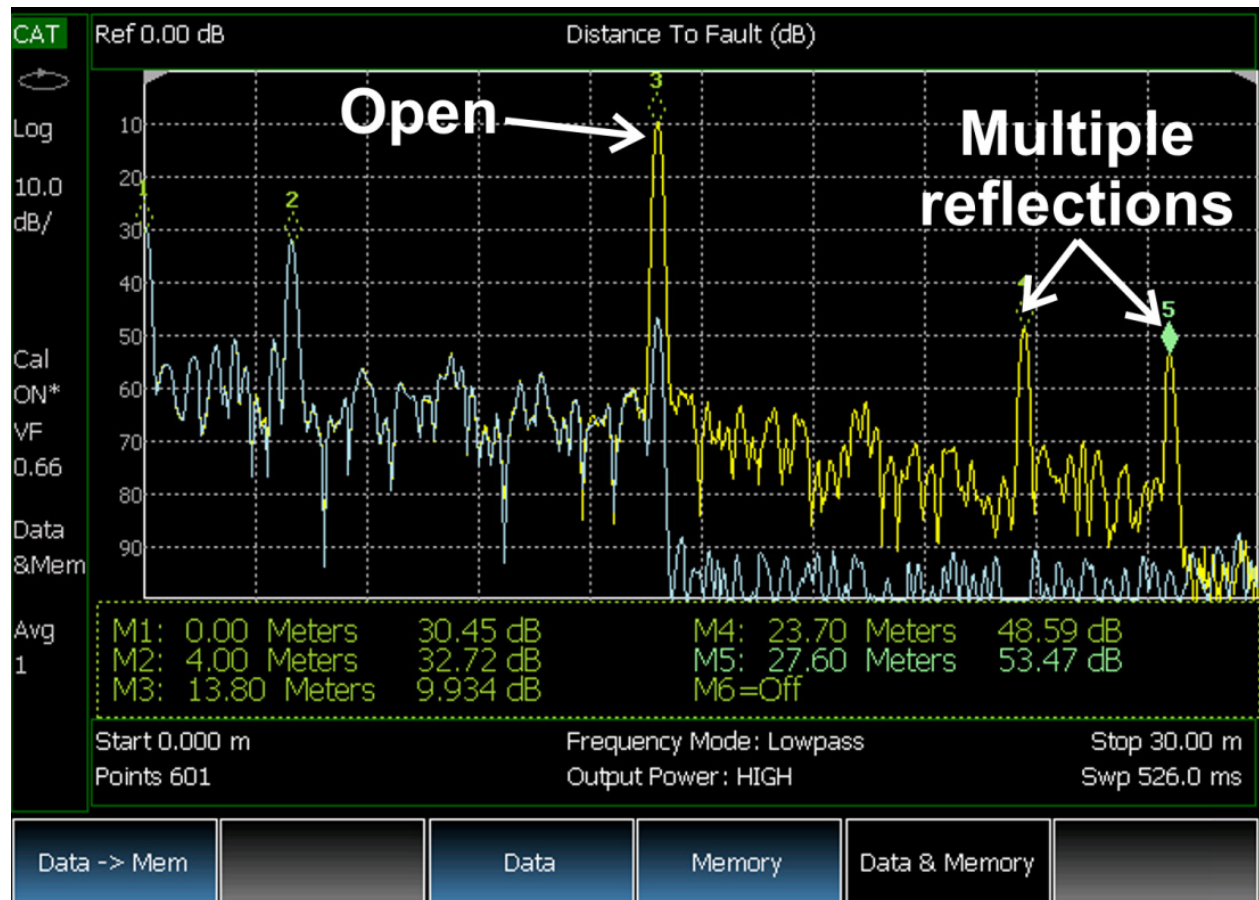 CAT
Ref 0.00 dB
Distance To Fault (dB)
Log
10.0
dB/
Cal
ON*
VF
0.66
Data
&Mem
Avg
1
10
20
30
40
50
60
70
80
90
1
2
3
4
5
Open
Multiple
reflections
M1: 0.00 Meters 30.45 dB
M2: 4.00 Meters 32.72 dB
M3: 13.80 Meters 9.934 dB
M4: 23.70 Meters 48.59 dB
M5: 27.60 Meters 53.47 dB
M6=Off
Start 0.000 m
Frequency Mode: Lowpass
Stop 30.00 m
Points 601
Output Power: HIGH
Swp 526.0 ms
Data -> Mem
Data
Memory
Data & Memory